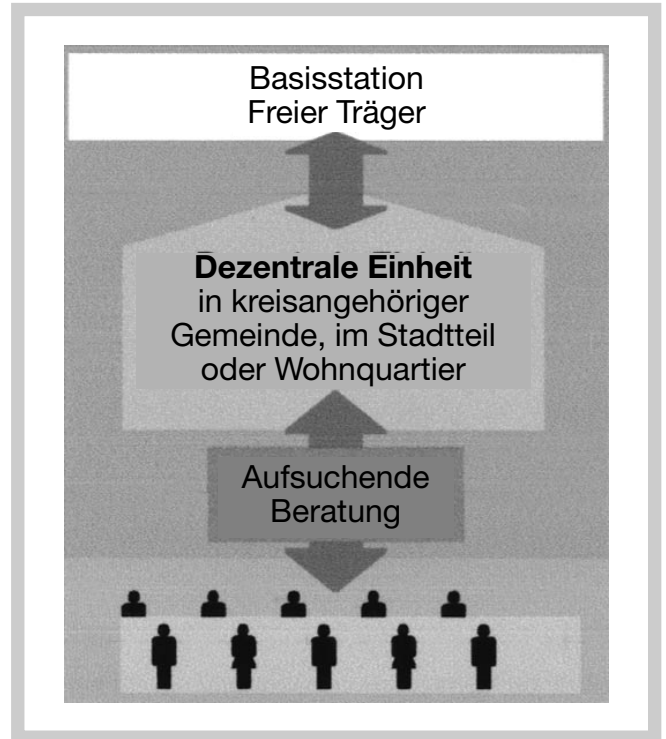 Basisstation
Freier Träger
Dezentrale Einheit
in kreisangehöriger
Gemeinde, im Stadtteil
oder Wohnquartier
Aufsuchende
Beratung